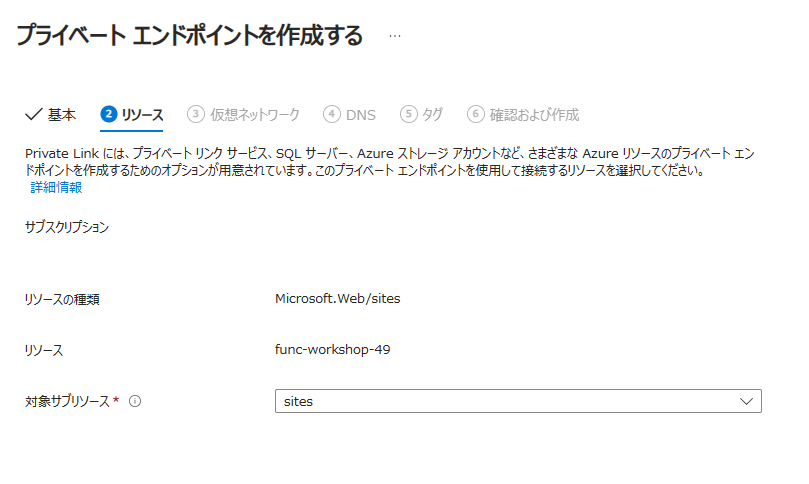 プライベート エンドポイントを作成する ...
基本 2 リソース 3 仮想ネットワーク 4 DNS 5 タグ 6 確認および作成
Private Link には、プライベート リンク サービス、SQL サーバー、Azure ストレージ アカウントなど、さまざまな Azure リソースのプライベート エン
ドポイントを作成するためのオプションが用意されています。このプライベート エンドポイントを使用して接続するリソースを選択してください。
詳細情報
サブスクリプション
リソースの種類 Microsoft.Web/sites
リソース func-workshop-49
対象サブリソース * sites